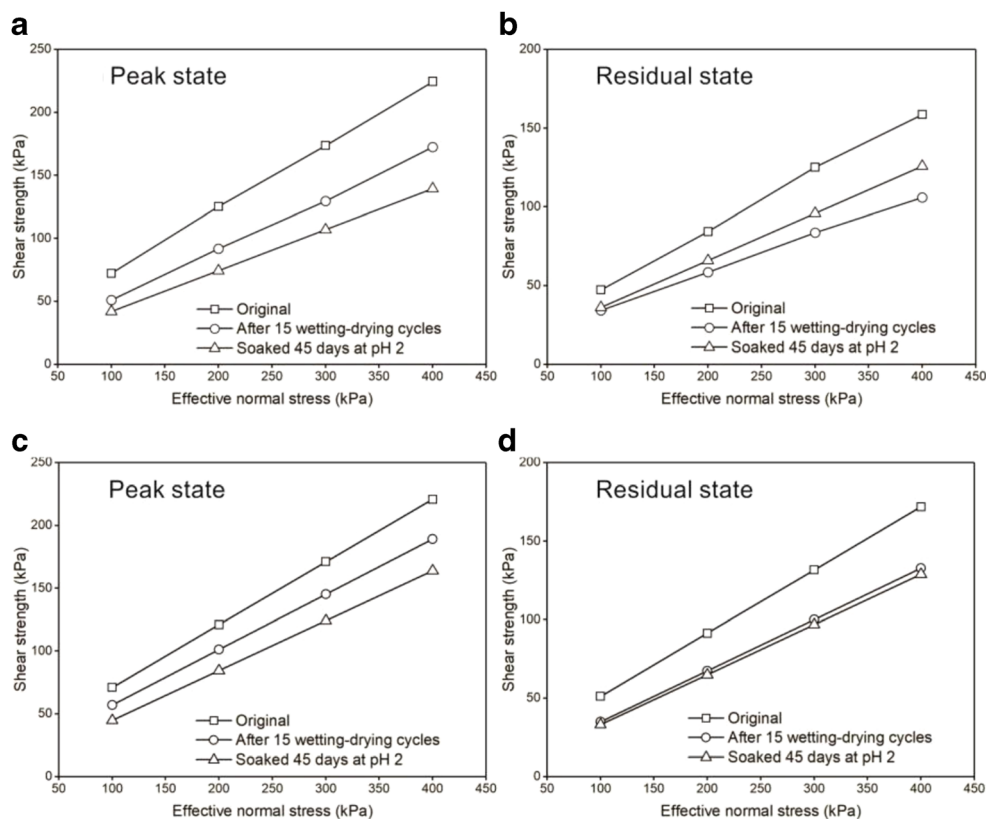 a
Peak state
250
200
150
100
50
0
Shear strength (kPa)
Original
After 15 wetting-drying cycles
Soaked 45 days at pH 2
50 100 150 200 250 300 350 400 450
Effective normal stress (kPa)
b
Residual state
200
150
100
50
0
Shear strength (kPa)
Original
After 15 wetting-drying cycles
Soaked 45 days at pH 2
50 100 150 200 250 300 350 400 450
Effective normal stress (kPa)
c
Peak state
250
200
150
100
50
0
Shear strength (kPa)
Original
After 15 wetting-drying cycles
Soaked 45 days at pH 2
50 100 150 200 250 300 350 400 450
Effective normal stress (kPa)
d
Residual state
200
150
100
50
0
Shear strength (kPa)
Original
After 15 wetting-drying cycles
Soaked 45 days at pH 2
50 100 150 200 250 300 350 400 450
Effective normal stress (kPa)